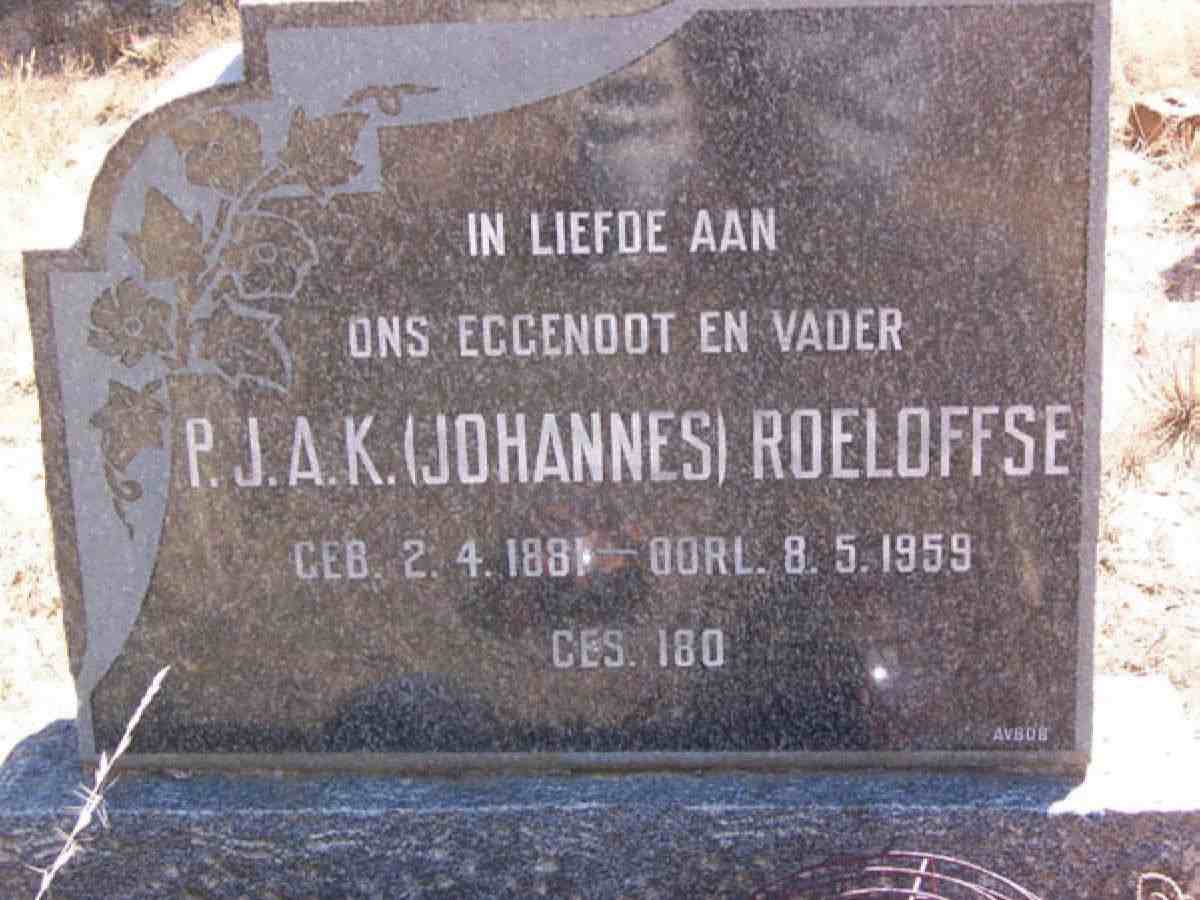 IN LIEFDE AAN
ONS EGGENOOT EN VADER
P.J.A.K. (JOHANNES) ROELOFFSE
GEB. 2. 4. 1881 — OORL. 8. 5. 1959
GES. 180
AVBOB